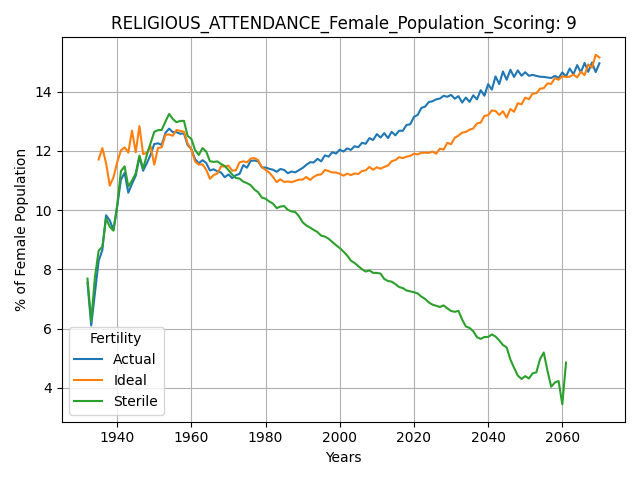 RELIGIOUS_ATTENDANCE_Female_Population_Scoring: 9
% of Female Population
14
12
10
8
6
4
Fertility
Actual
Ideal
Sterile
1940 1960 1980 2000 2020 2040 2060
Years